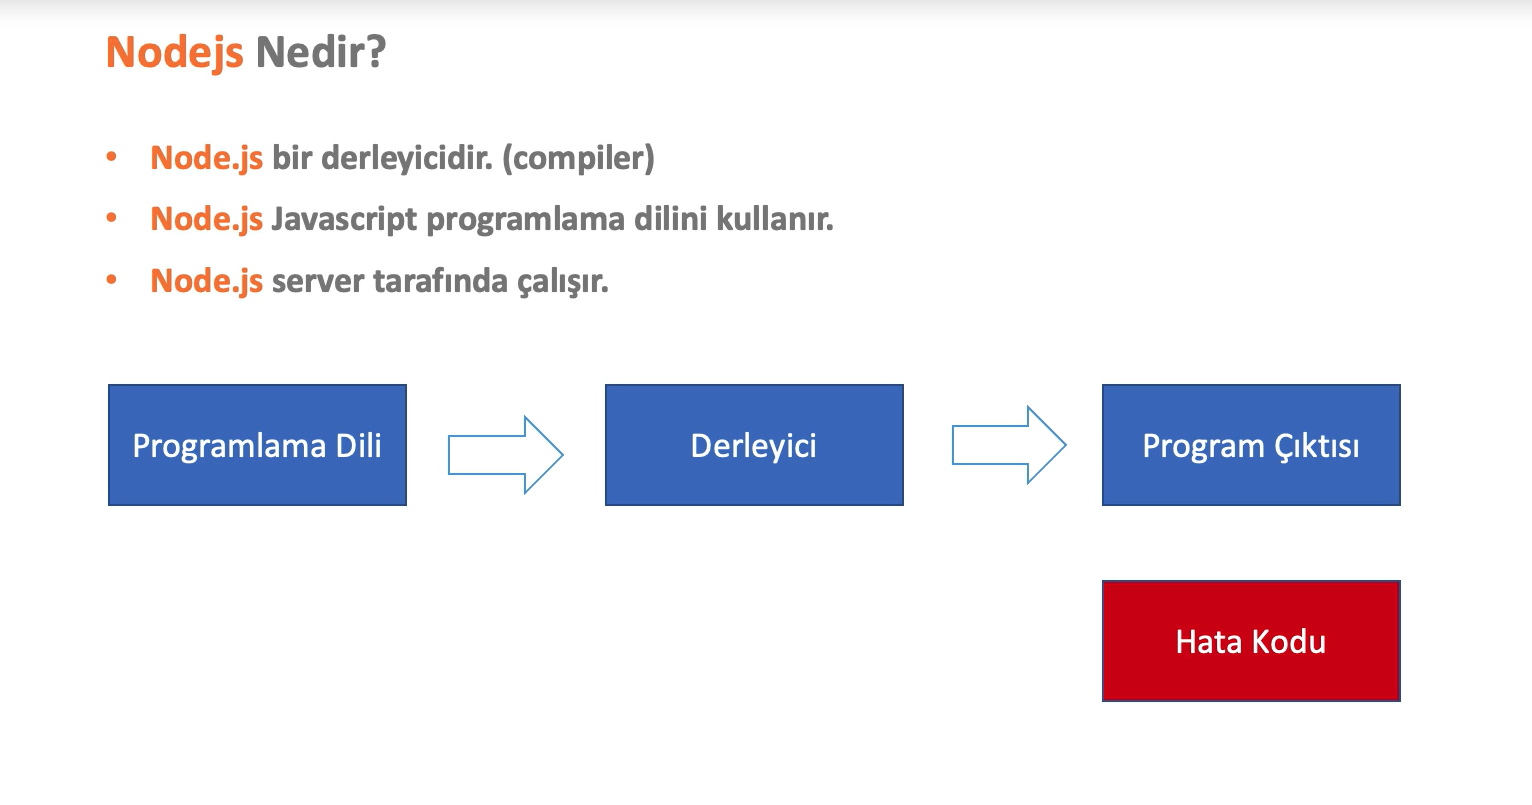 Nodejs Nedir?
• Node.js bir derleyicidir. (compiler)
• Node.js Javascript programlama dilini kullanır.
• Node.js server tarafında çalışır.
Programlama Dili
Derleyici
Program Çıktısı
Hata Kodu